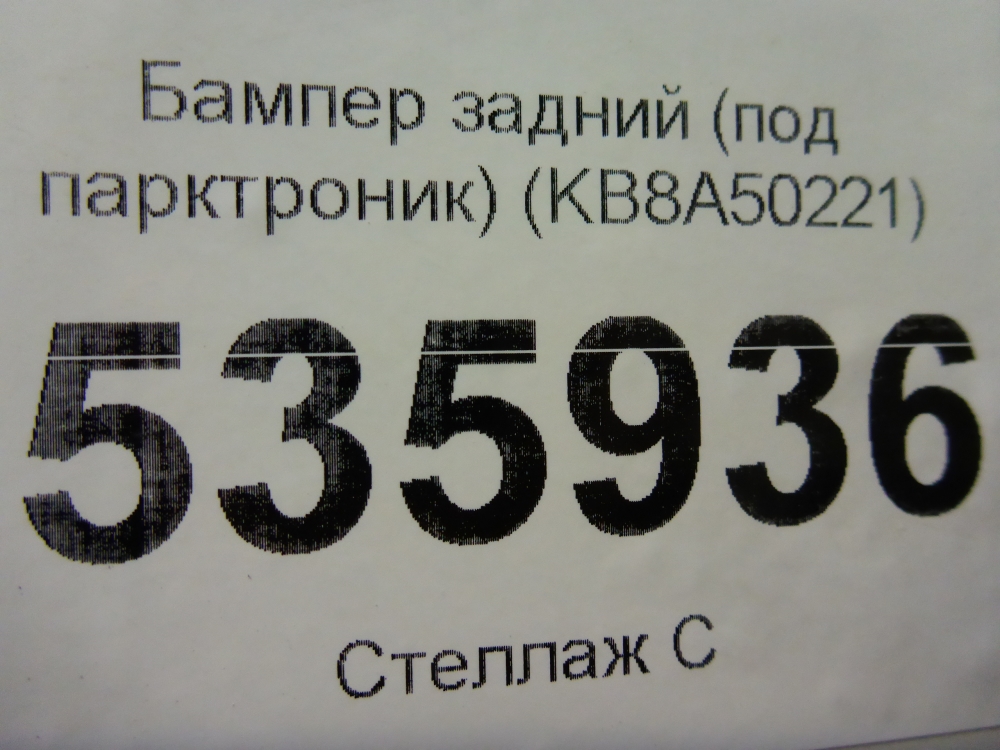 Бампер задний (под
парктроник) (KB8A50221)
535936
Стеллаж С